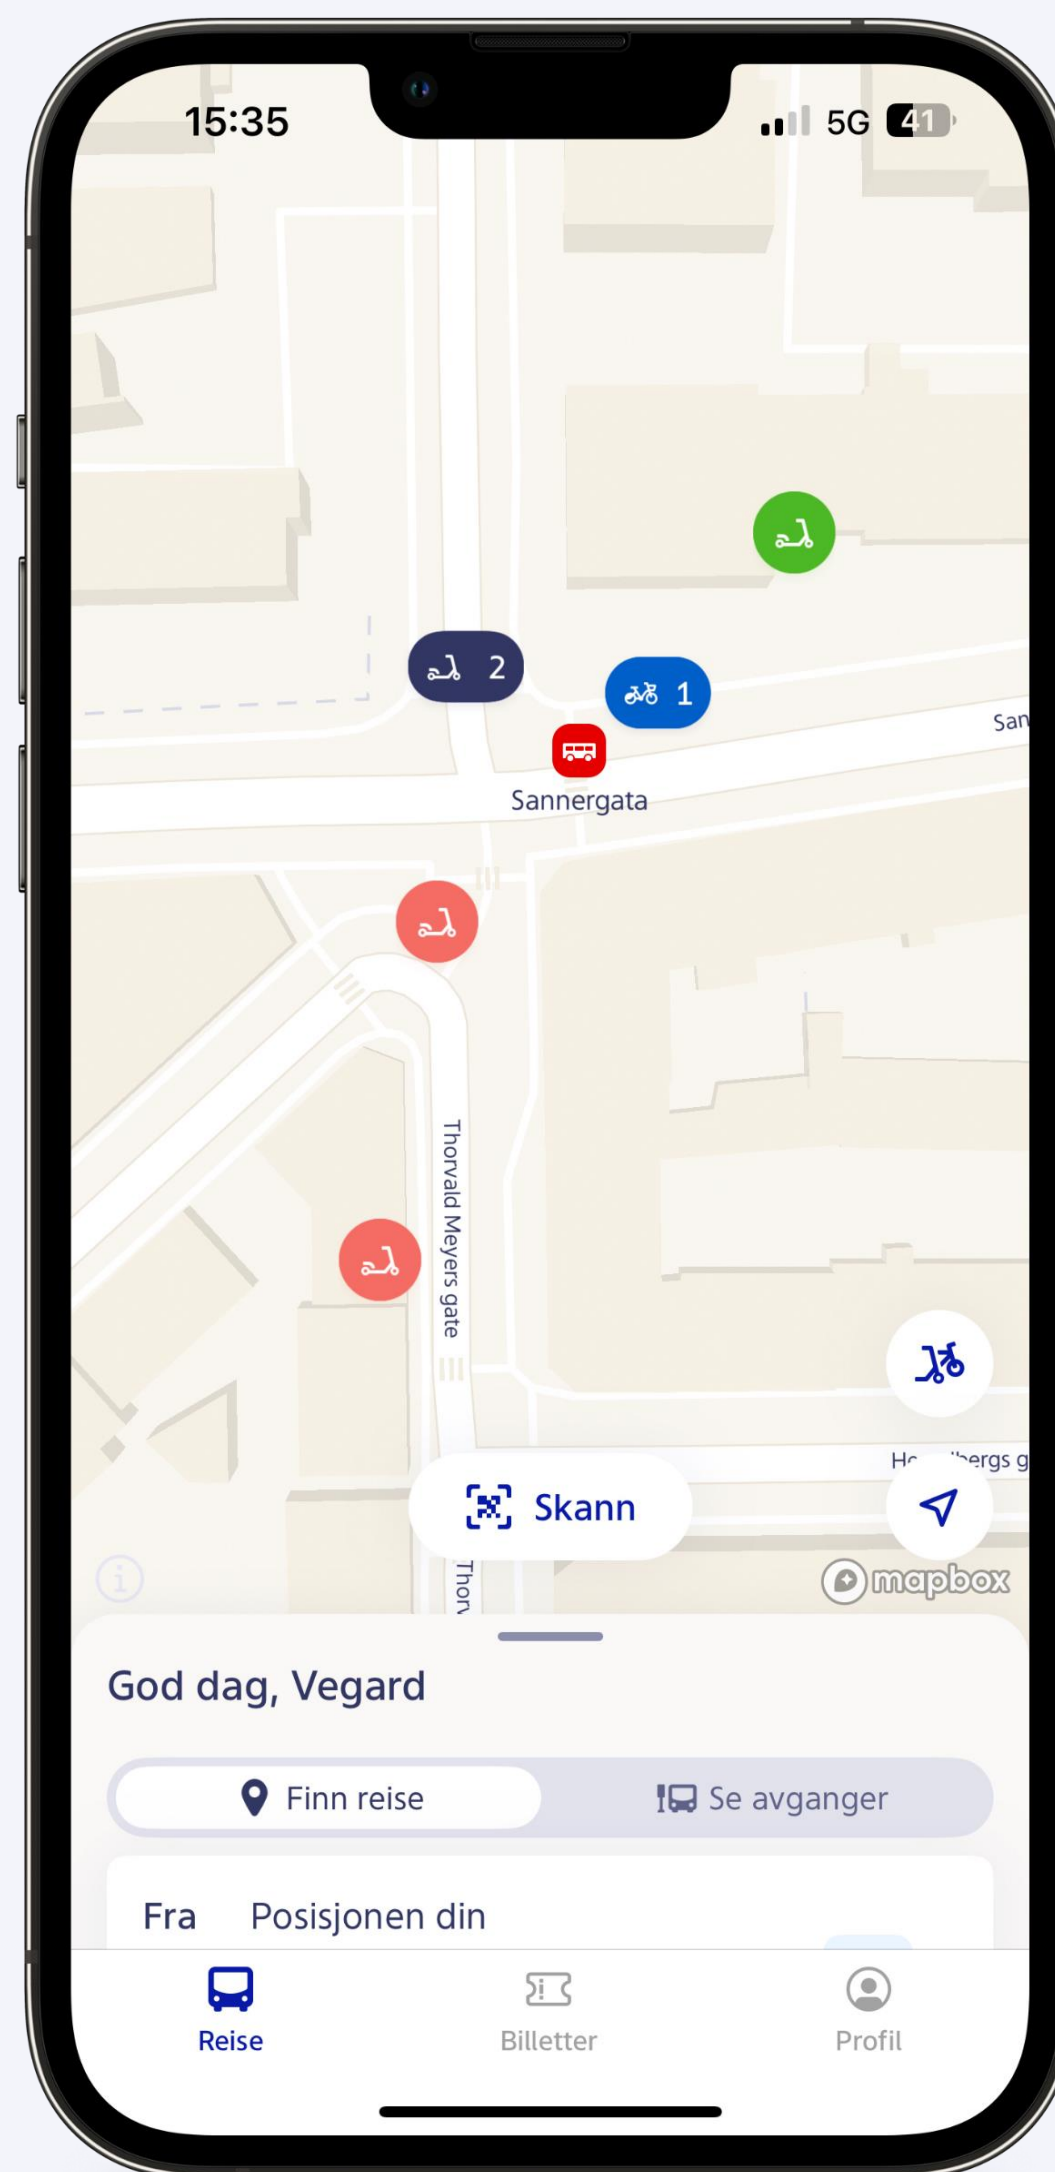 15:35
5G 41
2
1
San
Sannergata
Thorvald Meyers gate
Skann
mapbox
God dag, Vegard
Finn reise
Se avganger
Fra Posisjonen din
Reise
Billetter
Profil